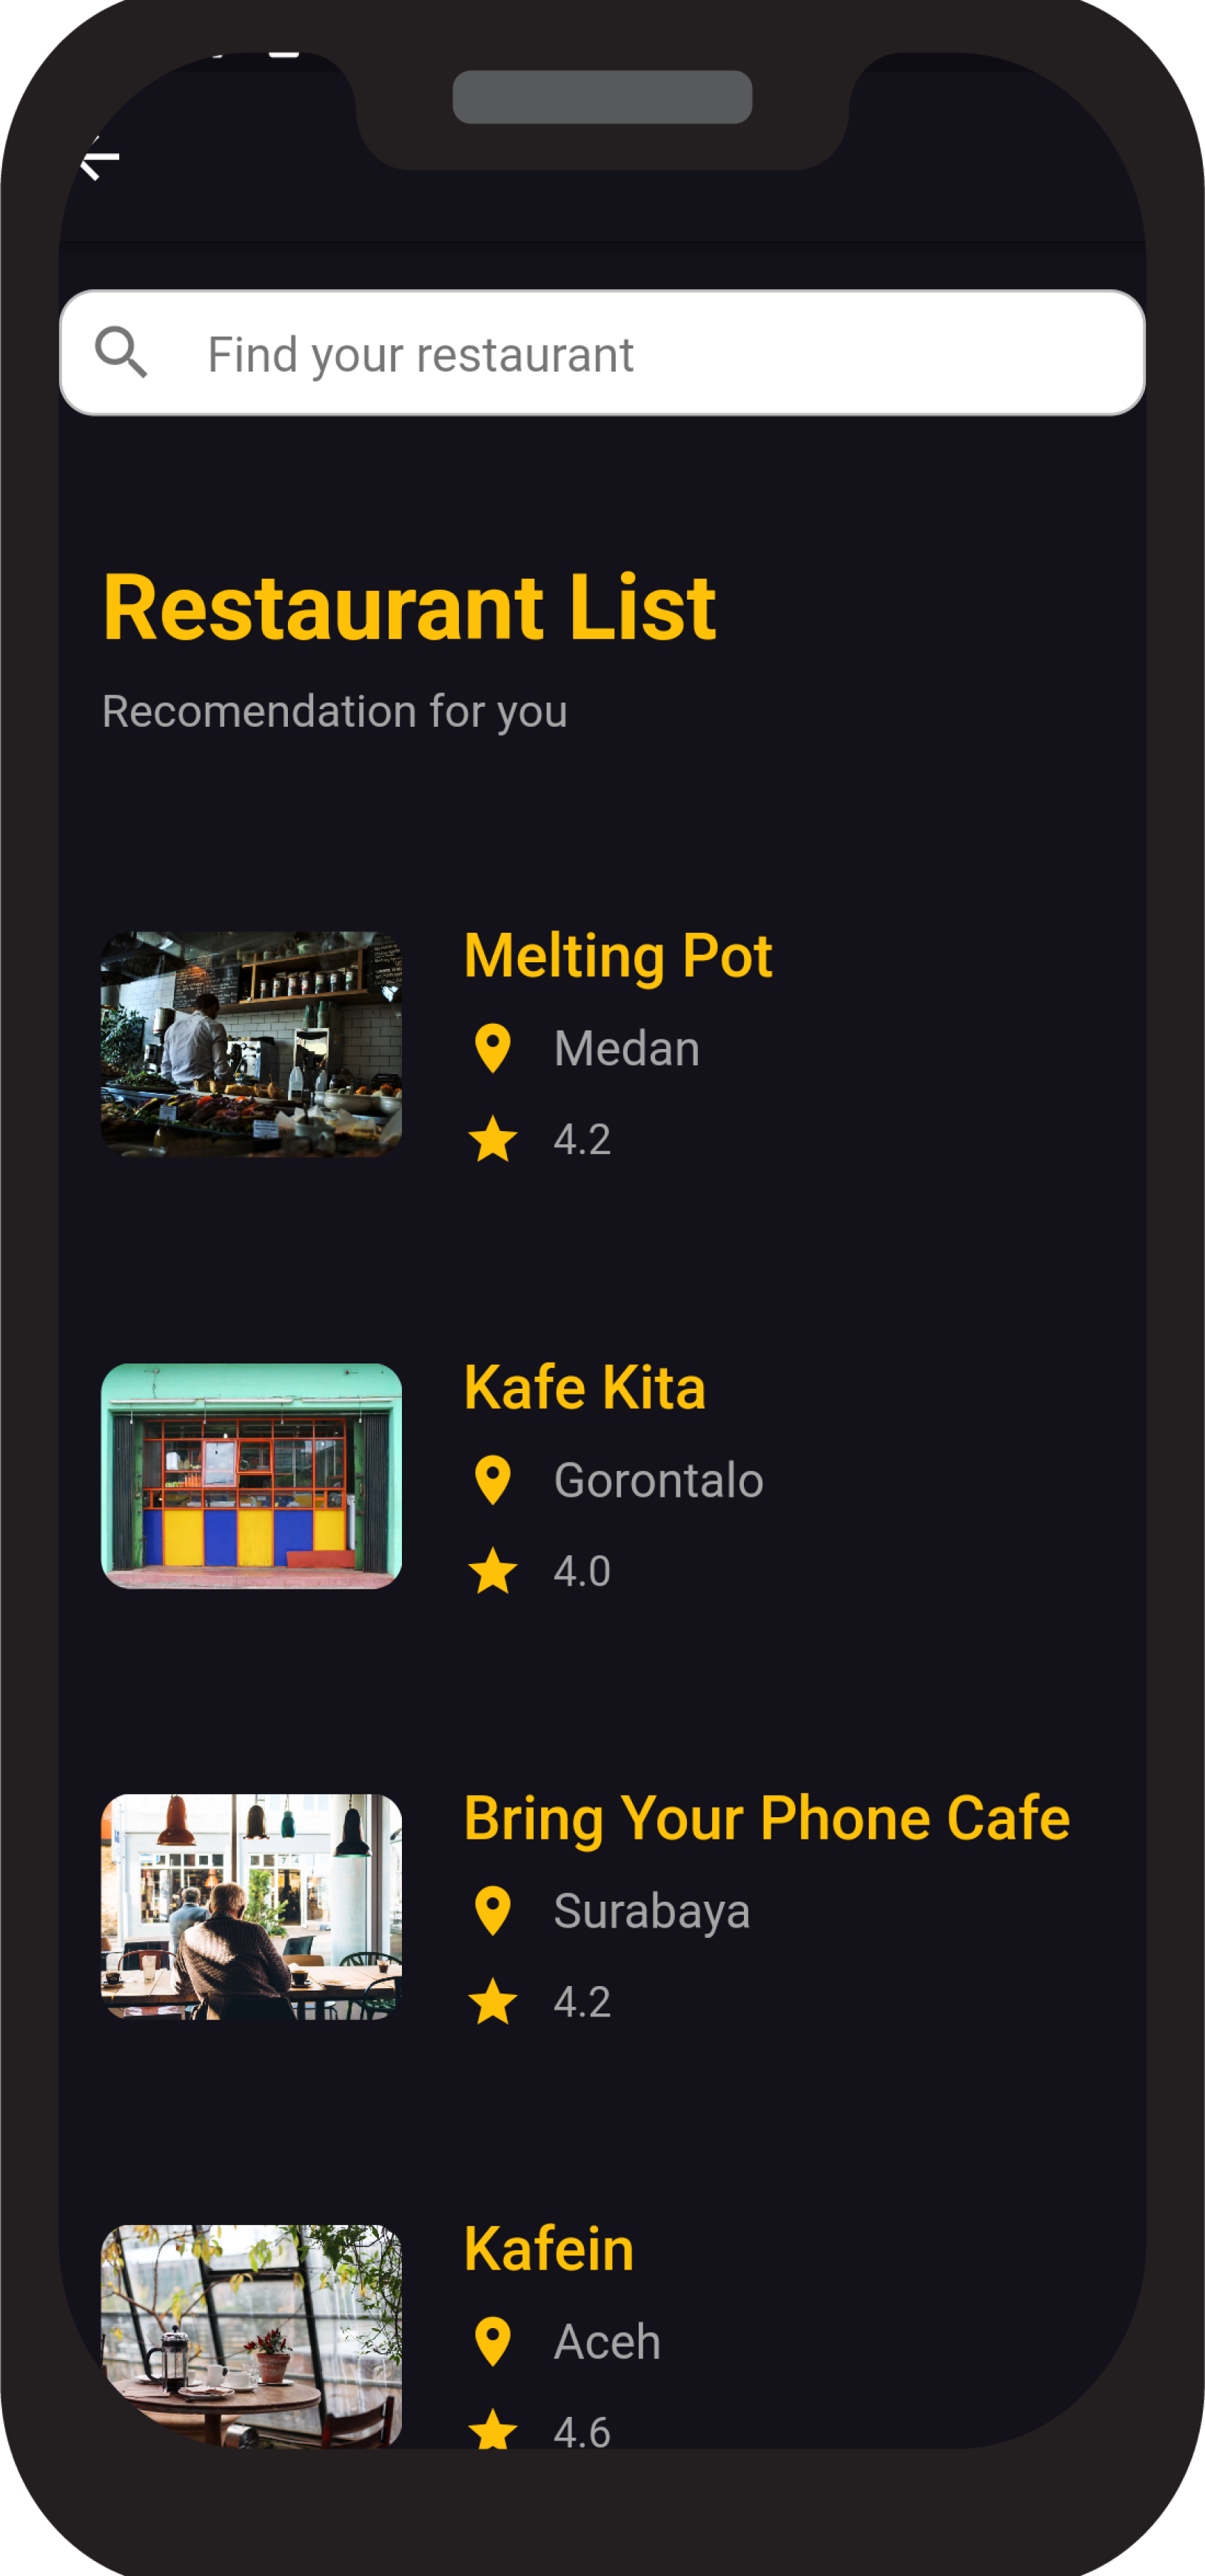 Find your restaurant
Restaurant List
Recomendation for you
Melting Pot
Medan
4.2
Kafe Kita
Gorontalo
4.0
Bring Your Phone Cafe
Surabaya
4.2
Kafein
Aceh
4.6